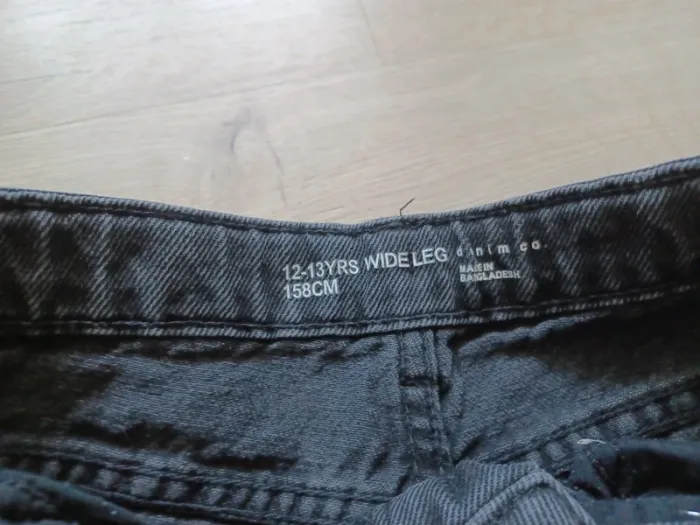 12-13YRS WIDE LEG denim co.
158CM
MADE IN
BANGLADESH